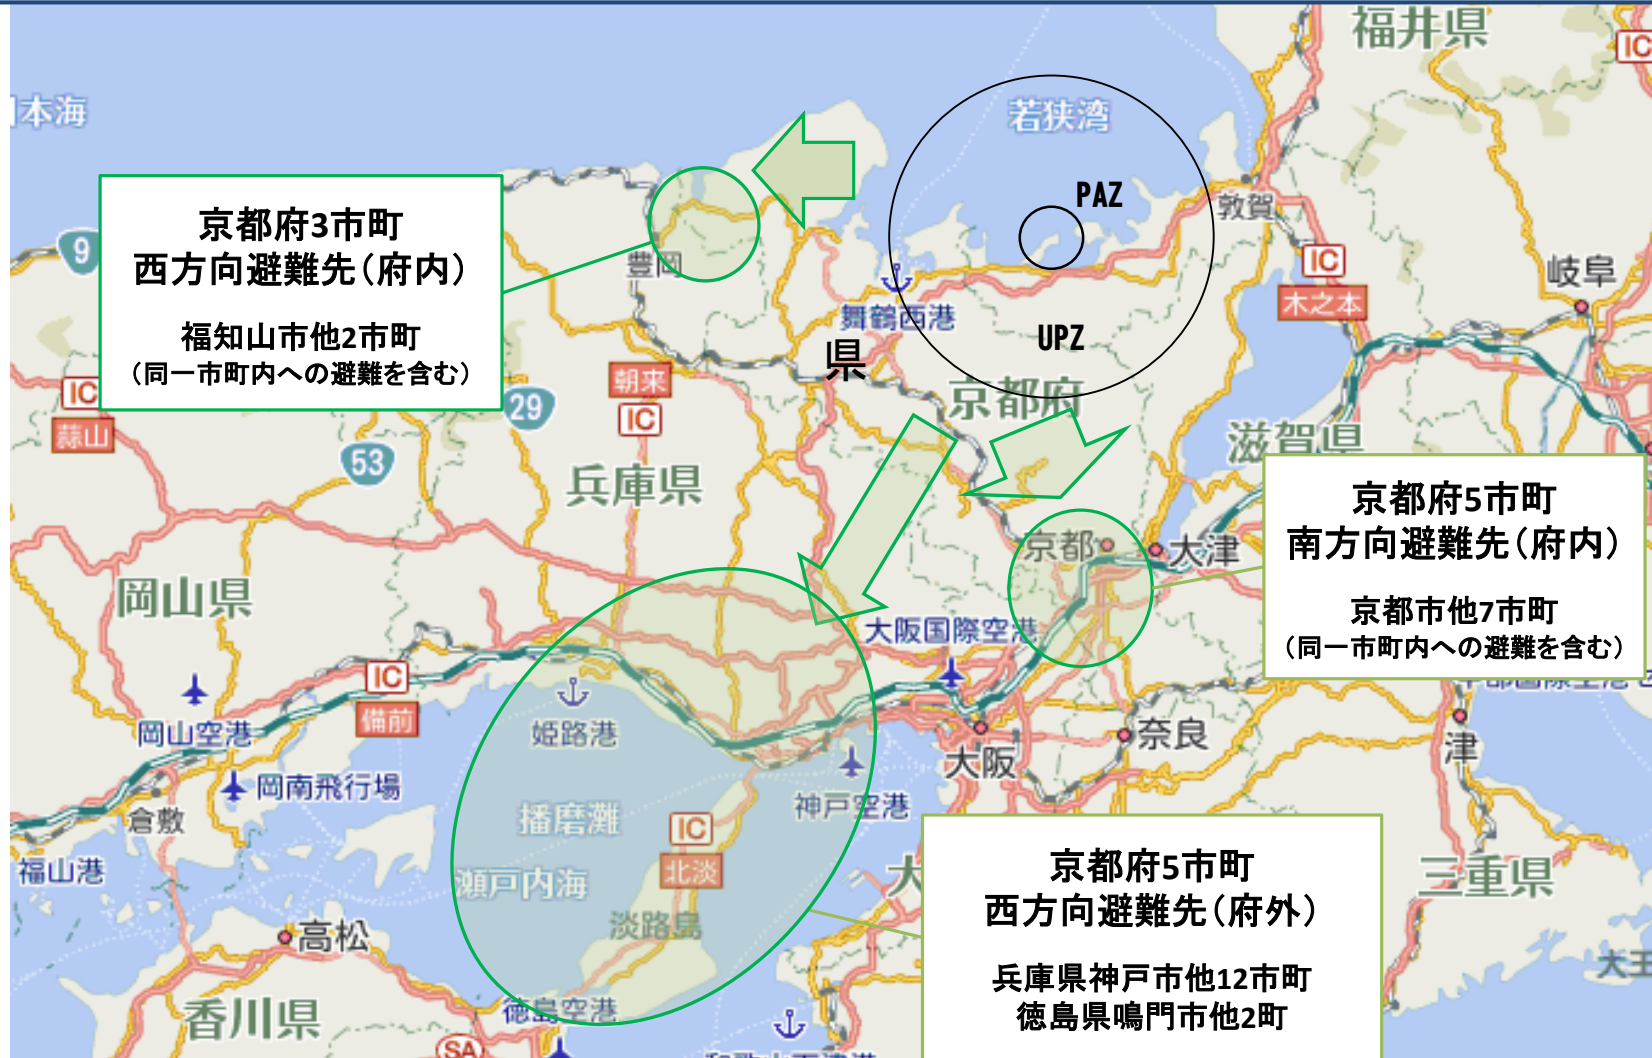 福井県
IC
日本海
若狭湾
PAZ
敦賀
京都府3市町
西方向避難先(府内)
福知山市他2市町
(同一市町内への避難を含む)
9
豊岡
IC
木之本
岐阜
舞鶴西港
UPZ
県
朝来
IC
IC
蒜山
29
53
京都府
滋賀県
兵庫県
京都府5市町
南方向避難先(府内)
京都市他7市町
(同一市町内への避難を含む)
京都
大津
岡山県
大阪国際空港
IC
備前
岡山空港
姫路港
奈良
大阪
津
岡南飛行場
倉敷
播磨灘
神戸空港
IC
北淡
福山港
瀬戸内海
淡路島
京都府5市町
西方向避難先(府外)
兵庫県神戸市他12市町
徳島県鳴門市他2町
三重県
高松
大王
香川県
徳島空港
SA